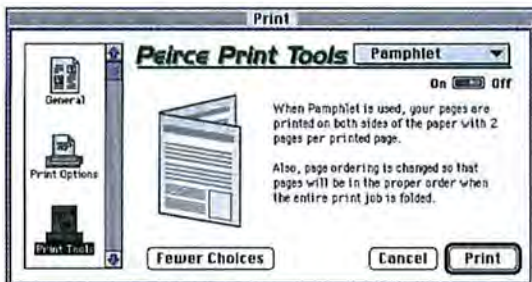 Print
Peirce Print Tools Pamphlet
On Off
General
When Pamphlet is used, your pages are
printed on both sides of the paper with 2
pages per printed page.
Print Options
Also, page ordering is changed so that
pages will be in the proper order when
the entire print job is folded.
Print Tools
Fewer Choices Cancel Print